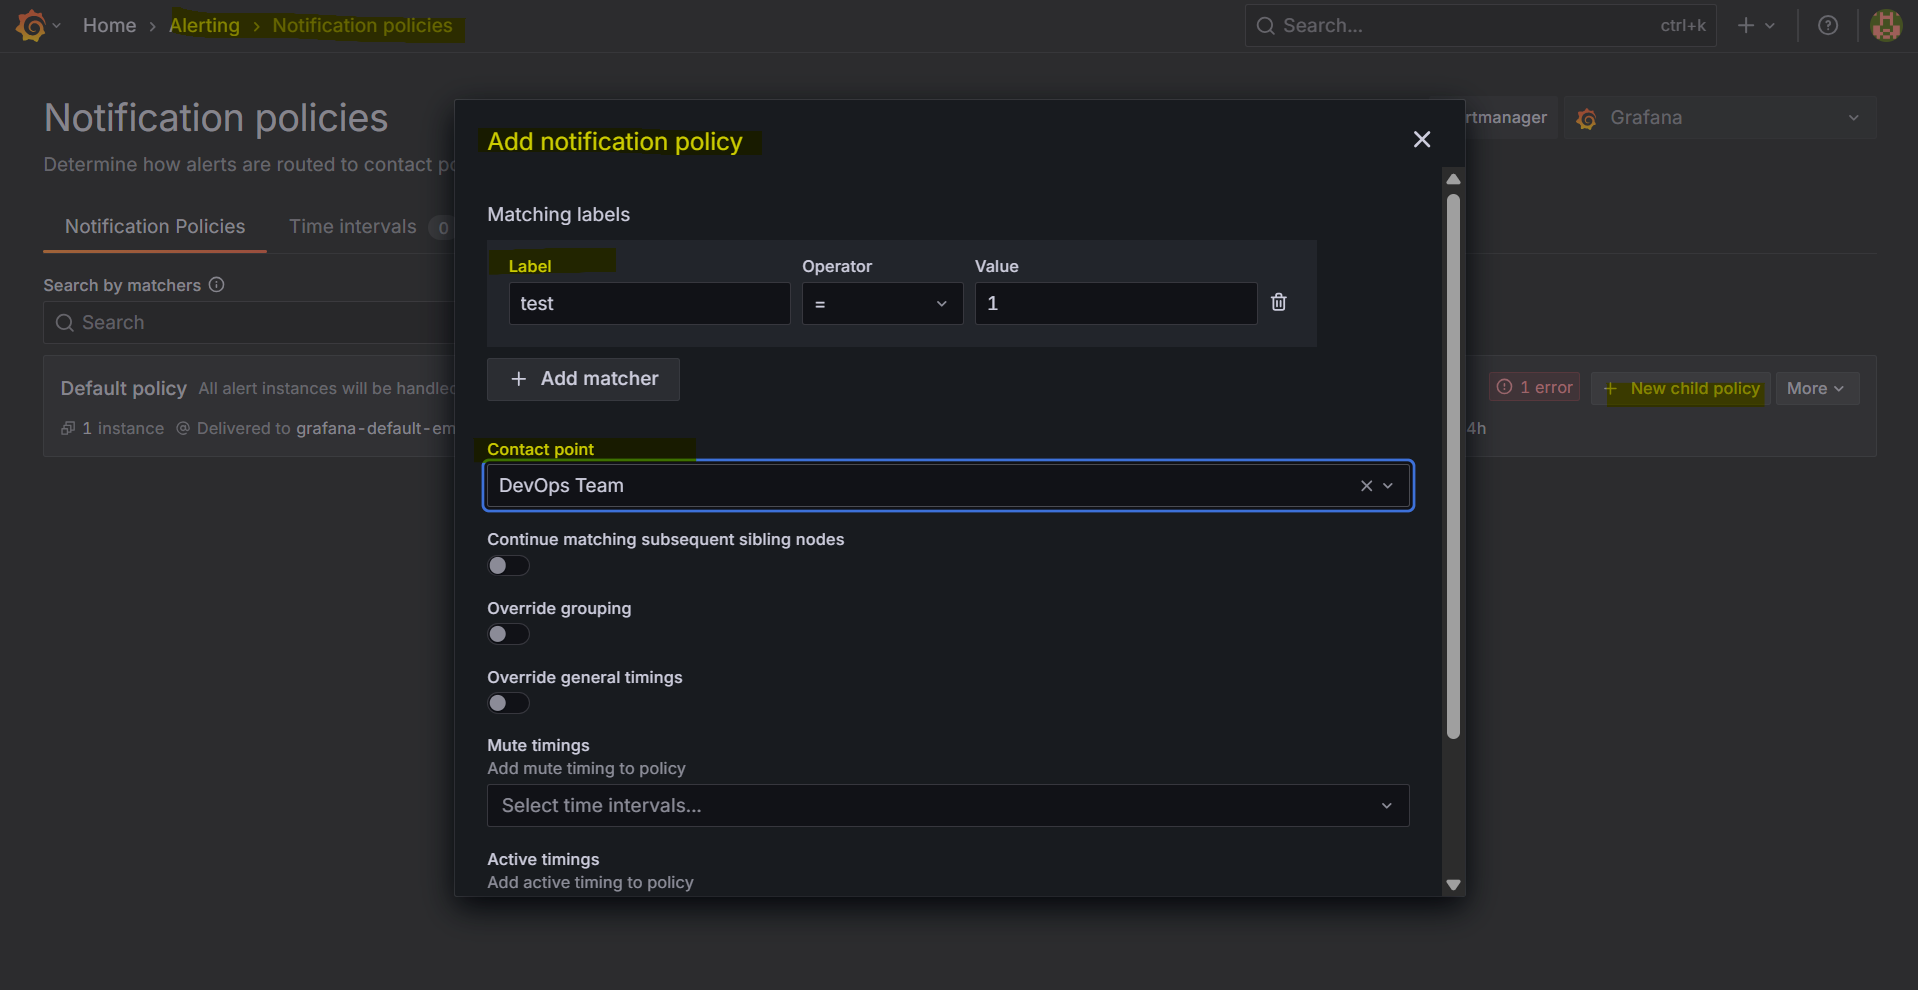 Home › Alerting › Notification policies
Search...
ctrl+k
Notification policies
Determine how alerts are routed to contact
rtmanager
Grafana
Notification Policies
Time intervals
0
Search by matchers
Search
Default policy
All alert instances will be handled
1 error
New child policy
More
1 instance
Delivered to grafana-default-em
4h
Add notification policy
Matching labels
Label
Operator
Value
test
=
1
Add matcher
Contact point
DevOps Team
Continue matching subsequent sibling nodes
Override grouping
Override general timings
Mute timings
Add mute timing to policy
Select time intervals...
Active timings
Add active timing to policy